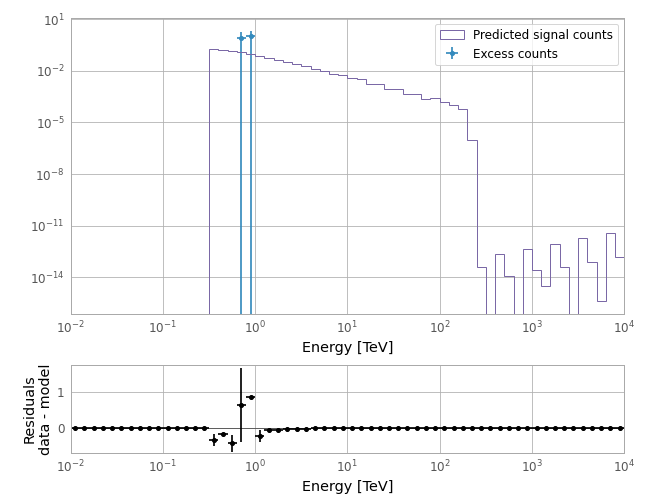 10^1
Predicted signal counts
Excess counts
10^-2
10^-5
10^-8
10^-11
10^-14
10^-2 10^-1 10^0 10^1 10^2 10^3 10^4
Energy [TeV]
Residuals
data - model
1
0
10^-2 10^-1 10^0 10^1 10^2 10^3 10^4
Energy [TeV]